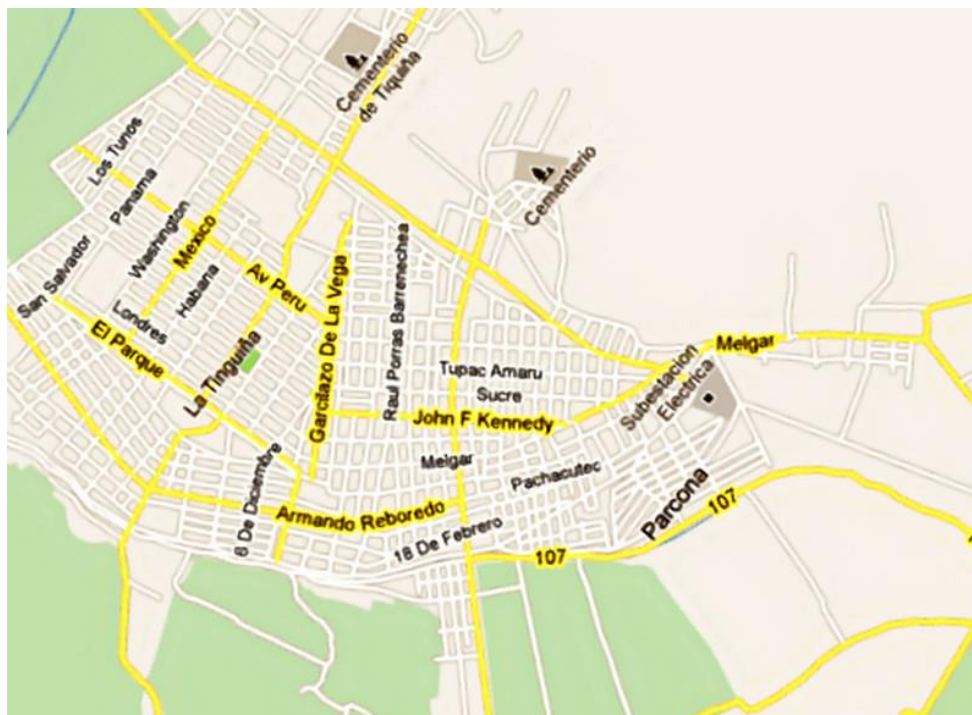 Cementerio
de Tiquiña
Los Tunos
Cementerio
Panama
Washington
San Salvador
Mexico
Habana
Av Peru
Garcilazo De La Vega
Raul Porras Barrenechea
Londres
El Parque
La Tinguiña
Melgar
Tupac Amaru
Sucre
Subestacion
Electrica
John F Kennedy
Melgar
Pachacutec
6 De Diciembre
Parcona
107
Armando Reboredo
18 De Febrero
107